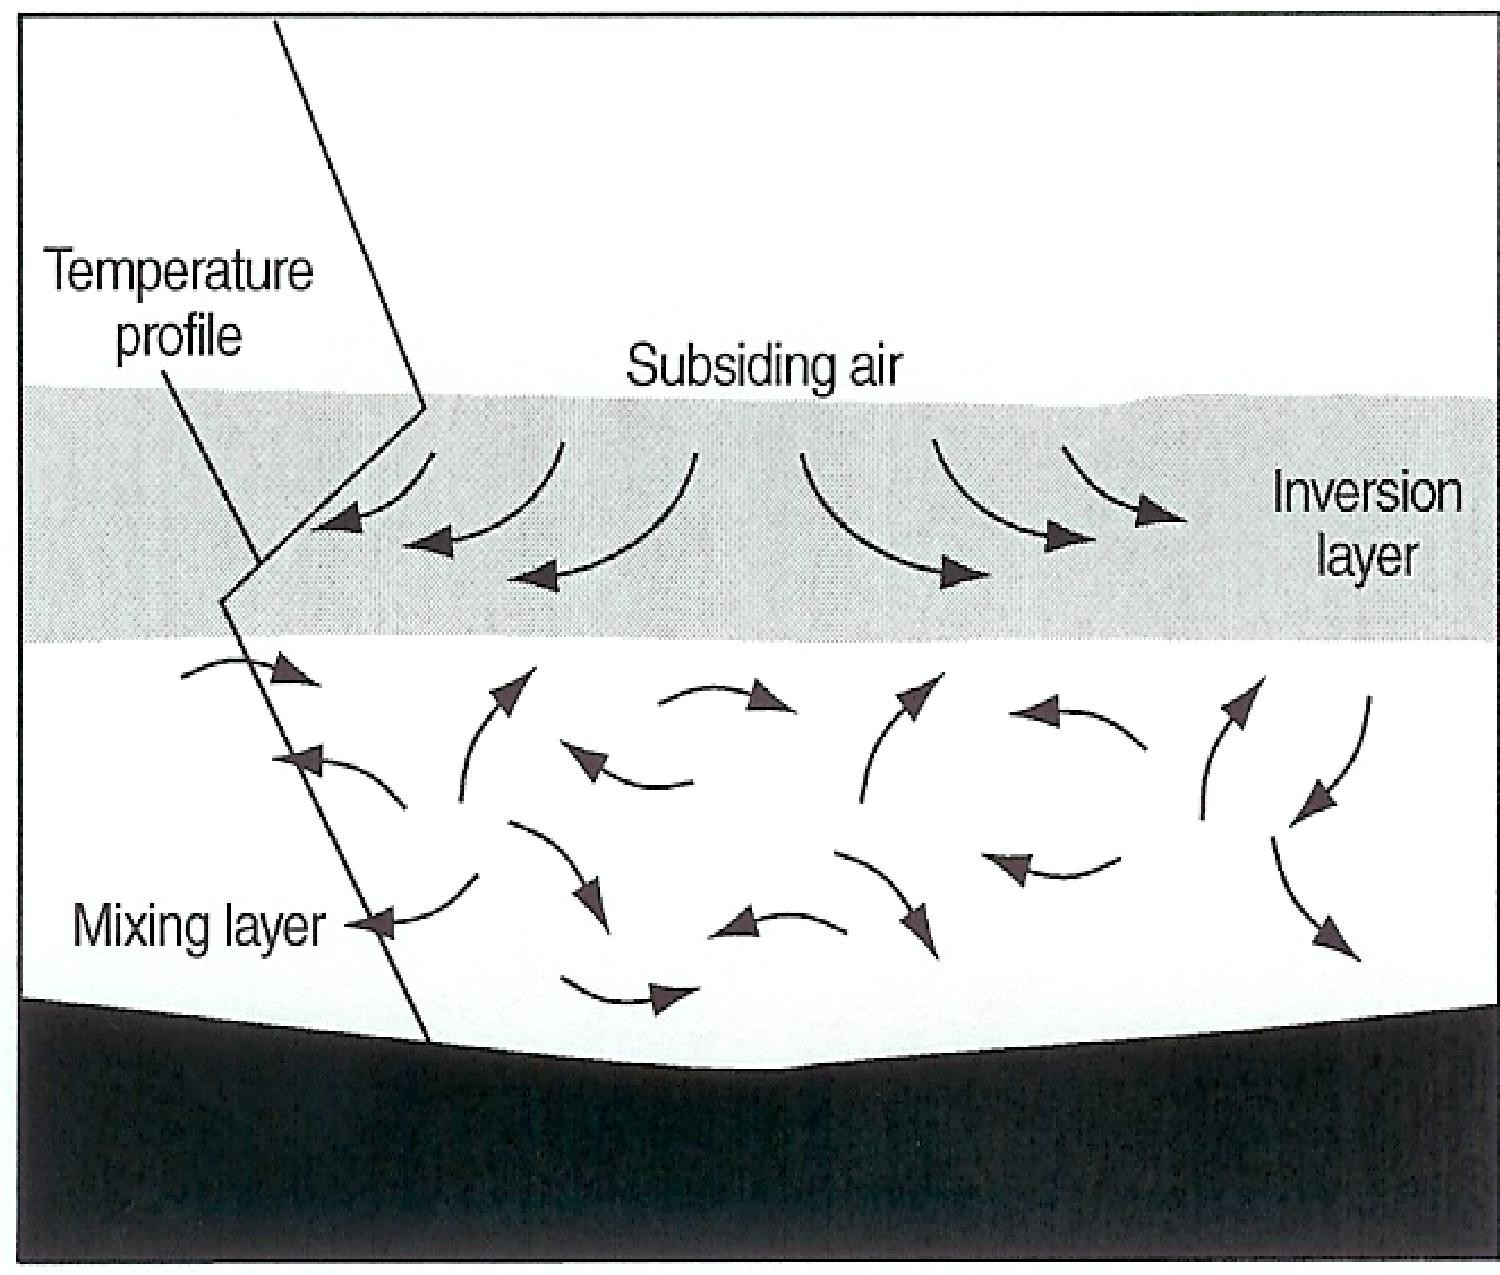 Temperature
profile
Subsiding air
Inversion
layer
Mixing layer